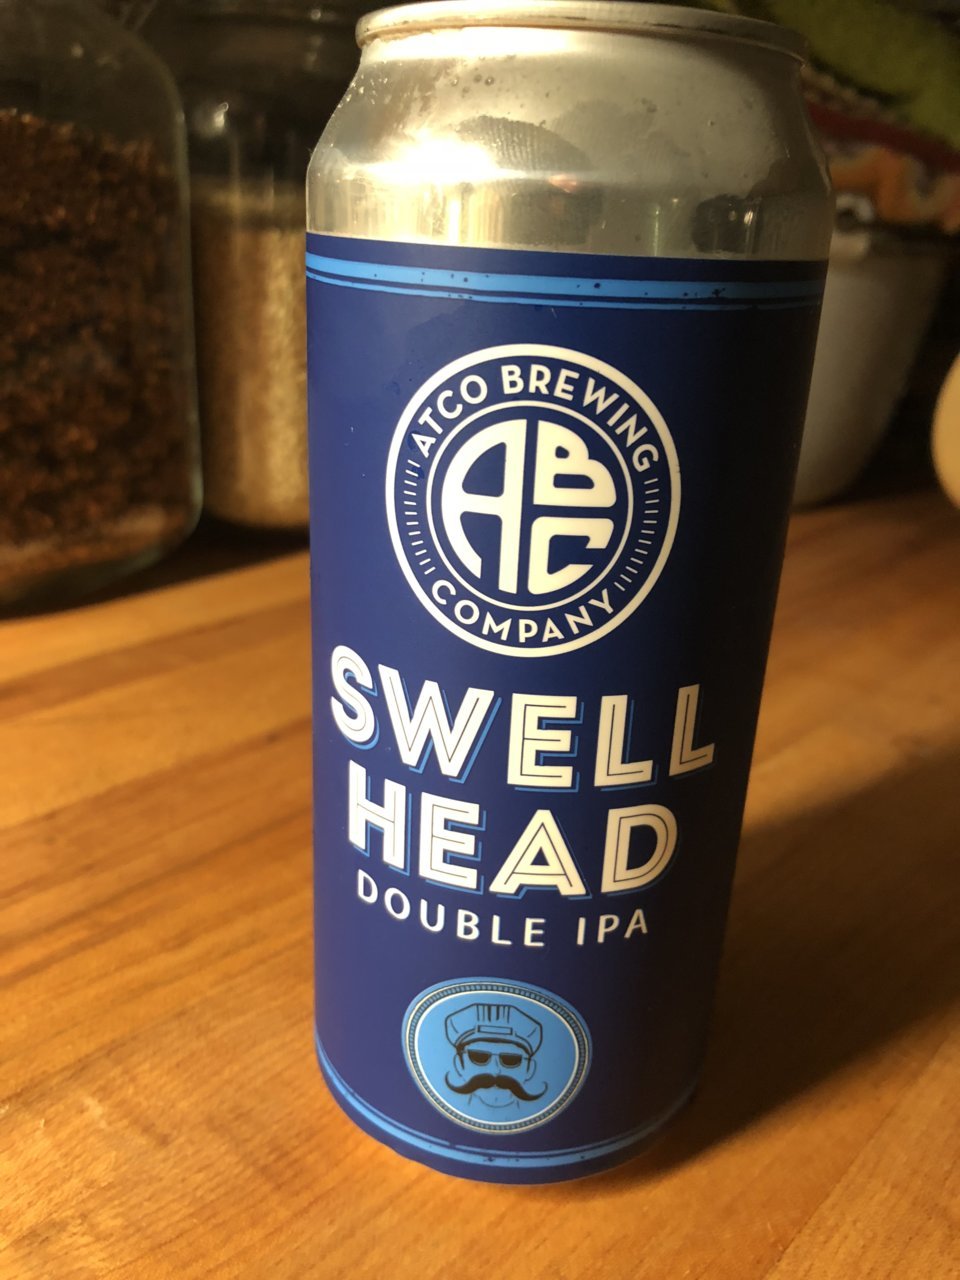 ATCO BREWING
ABC
COMPANY
SWELL
HEAD
DOUBLE IPA